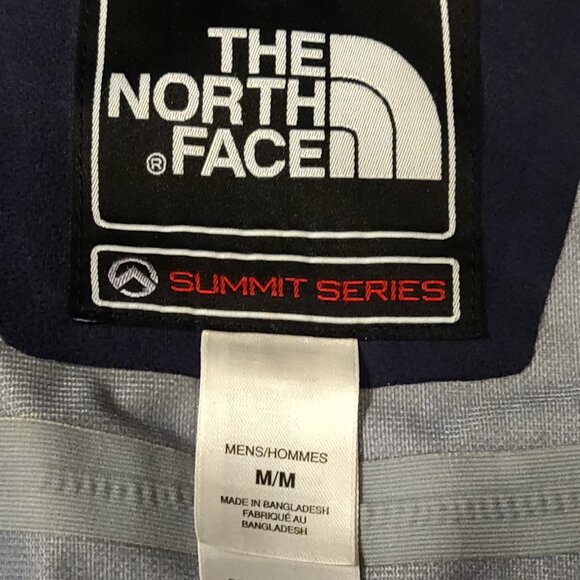 THE
NORTH
® FACE
SUMMIT SERIES
MENS/HOMMES
M/M
MADE IN BANGLADESH
FABRIQUÉ AU
BANGLADESH